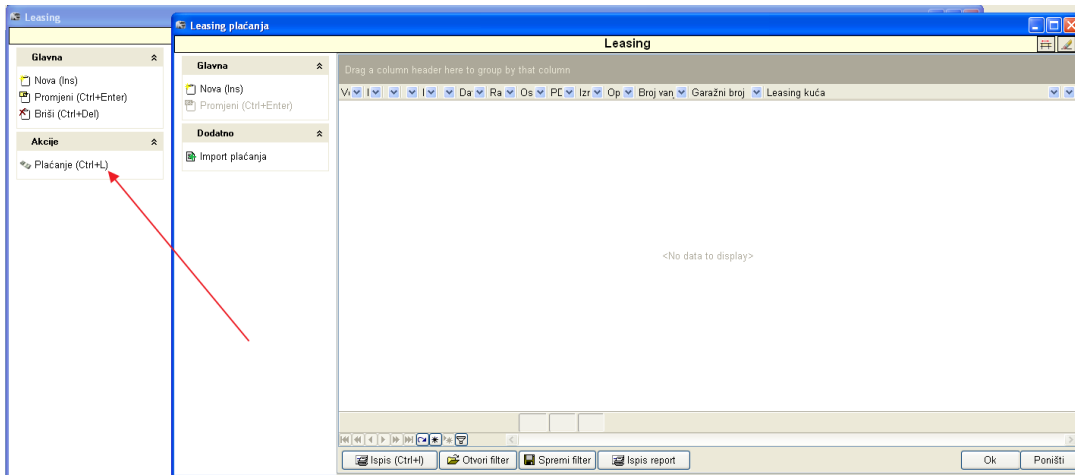 Leasing
Glavna
Nova (Ins)
Promjeni (Ctrl+Enter)
Briši (Ctrl+Del)
Akcije
Plaćanje (Ctrl+L)
Leasing plaćanja
Leasing
Glavna
Nova (Ins)
Promjeni (Ctrl+Enter)
Dodatno
Import plaćanja
Drag a column header here to group by that column
Da Ra Os Izr Op Broj van Garažni broj Leasing kuća
<No data to display>
Ispis (Ctrl+I) Otvori filter Spremi filter Ispis report Ok Poništi